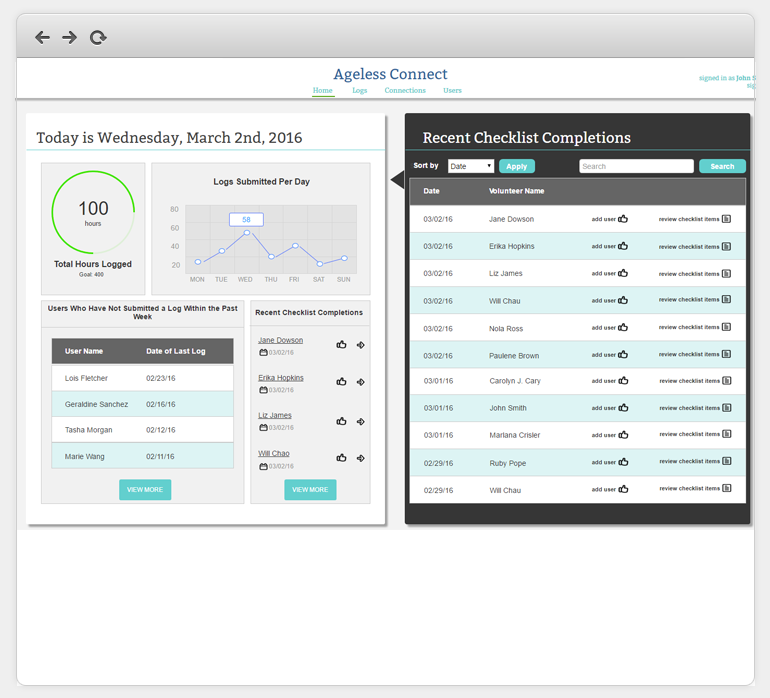 Ageless Connect
signed in as John S
sig
Home Logs Connections Users
Today is Wednesday, March 2nd, 2016
100
hours
Total Hours Logged
Goal: 400
Logs Submitted Per Day
58
80
60
40
20
MON TUE WED THU FRI SAT SUN
Users Who Have Not Submitted a Log Within the Past
Week
User Name Date of Last Log
Lois Fletcher 02/23/16
Geraldine Sanchez 02/16/16
Tasha Morgan 02/12/16
Marie Wang 02/11/16
VIEW MORE
Recent Checklist Completions
Jane Dowson
03/02/16
Erika Hopkins
03/02/16
Liz James
03/02/16
Will Chao
03/02/16
VIEW MORE
Recent Checklist Completions
Sort by Date Apply Search Search
Date Volunteer Name
03/02/16 Jane Dowson add user review checklist items
03/02/16 Erika Hopkins add user review checklist items
03/02/16 Liz James add user review checklist items
03/02/16 Will Chau add user review checklist items
03/02/16 Nola Ross add user review checklist items
03/02/16 Paulene Brown add user review checklist items
03/01/16 Carolyn J. Cary add user review checklist items
03/01/16 John Smith add user review checklist items
03/01/16 Marlana Crisler add user review checklist items
02/29/16 Ruby Pope add user review checklist items
02/29/16 Will Chau add user review checklist items